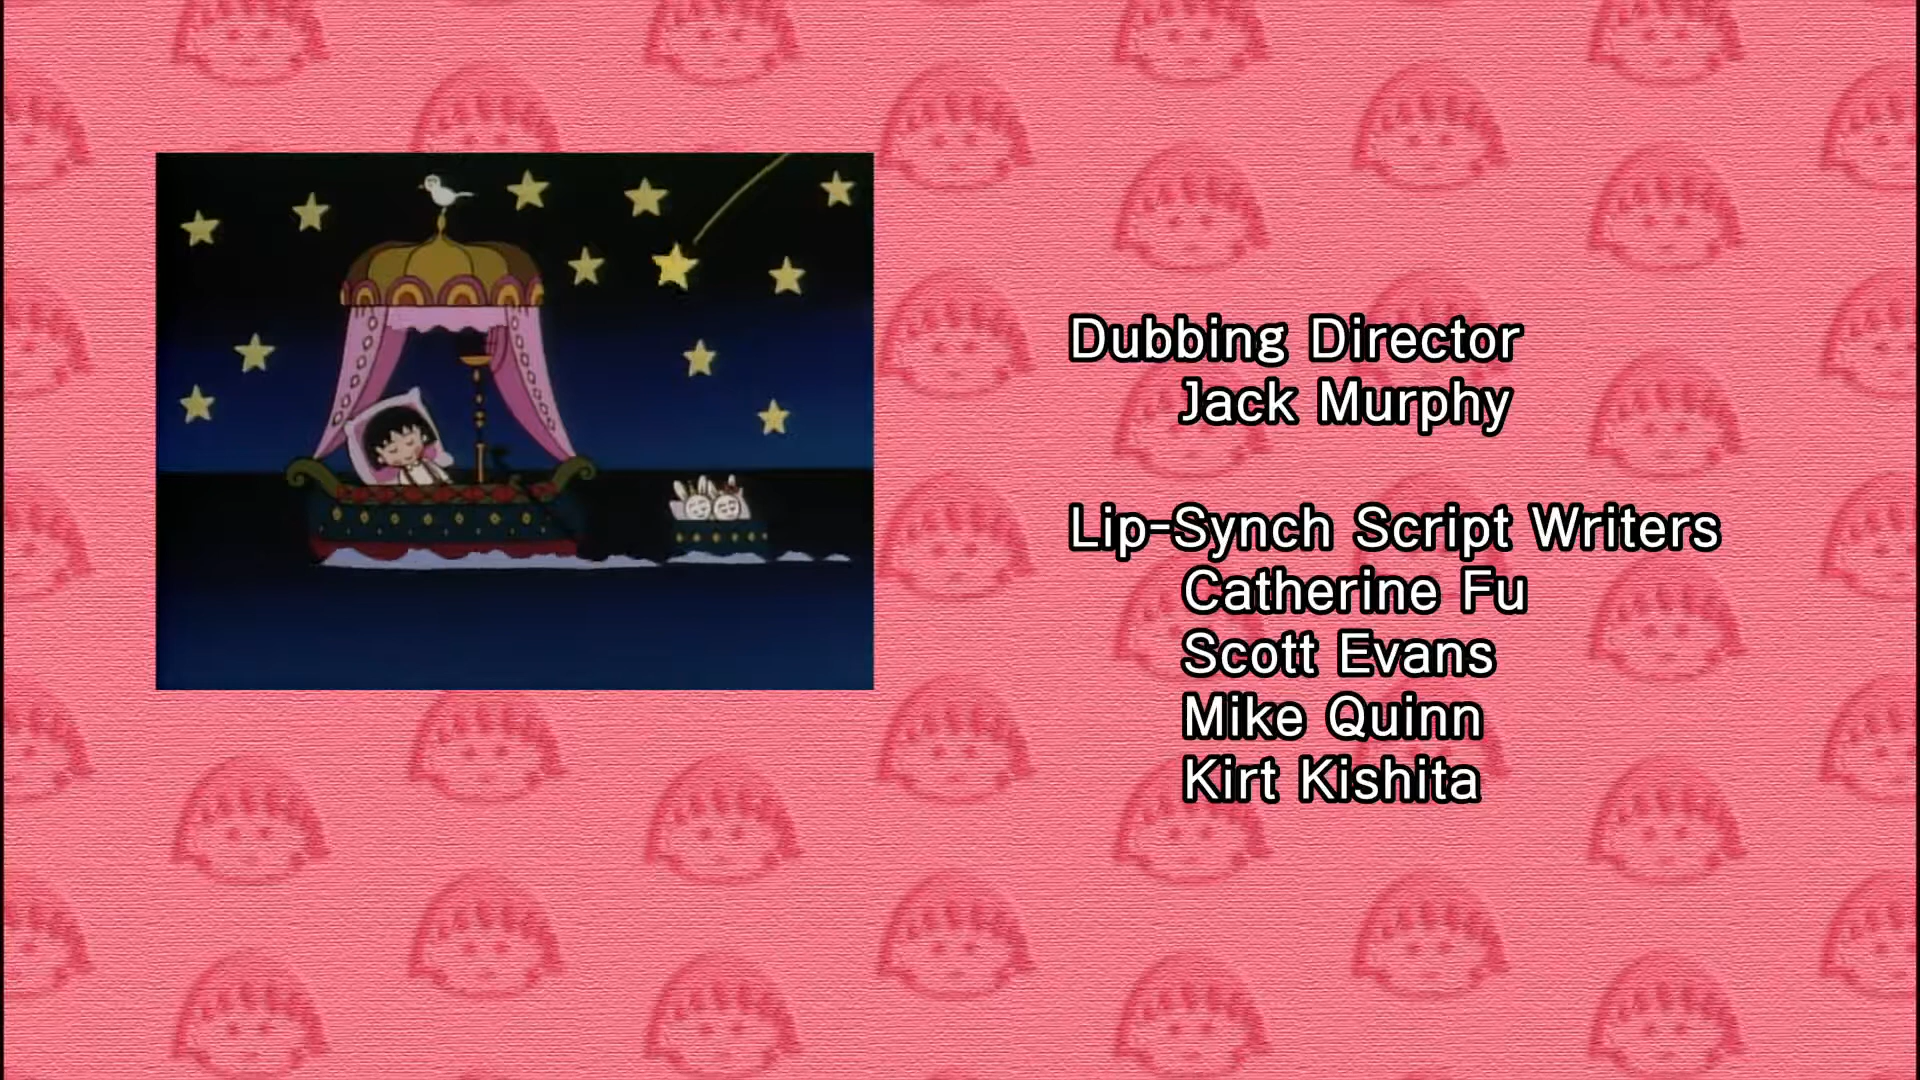 Dubbing Director
Jack Murphy
Lip-Synch Script Writers
Catherine Fu
Scott Evans
Mike Quinn
Kirt Kishita